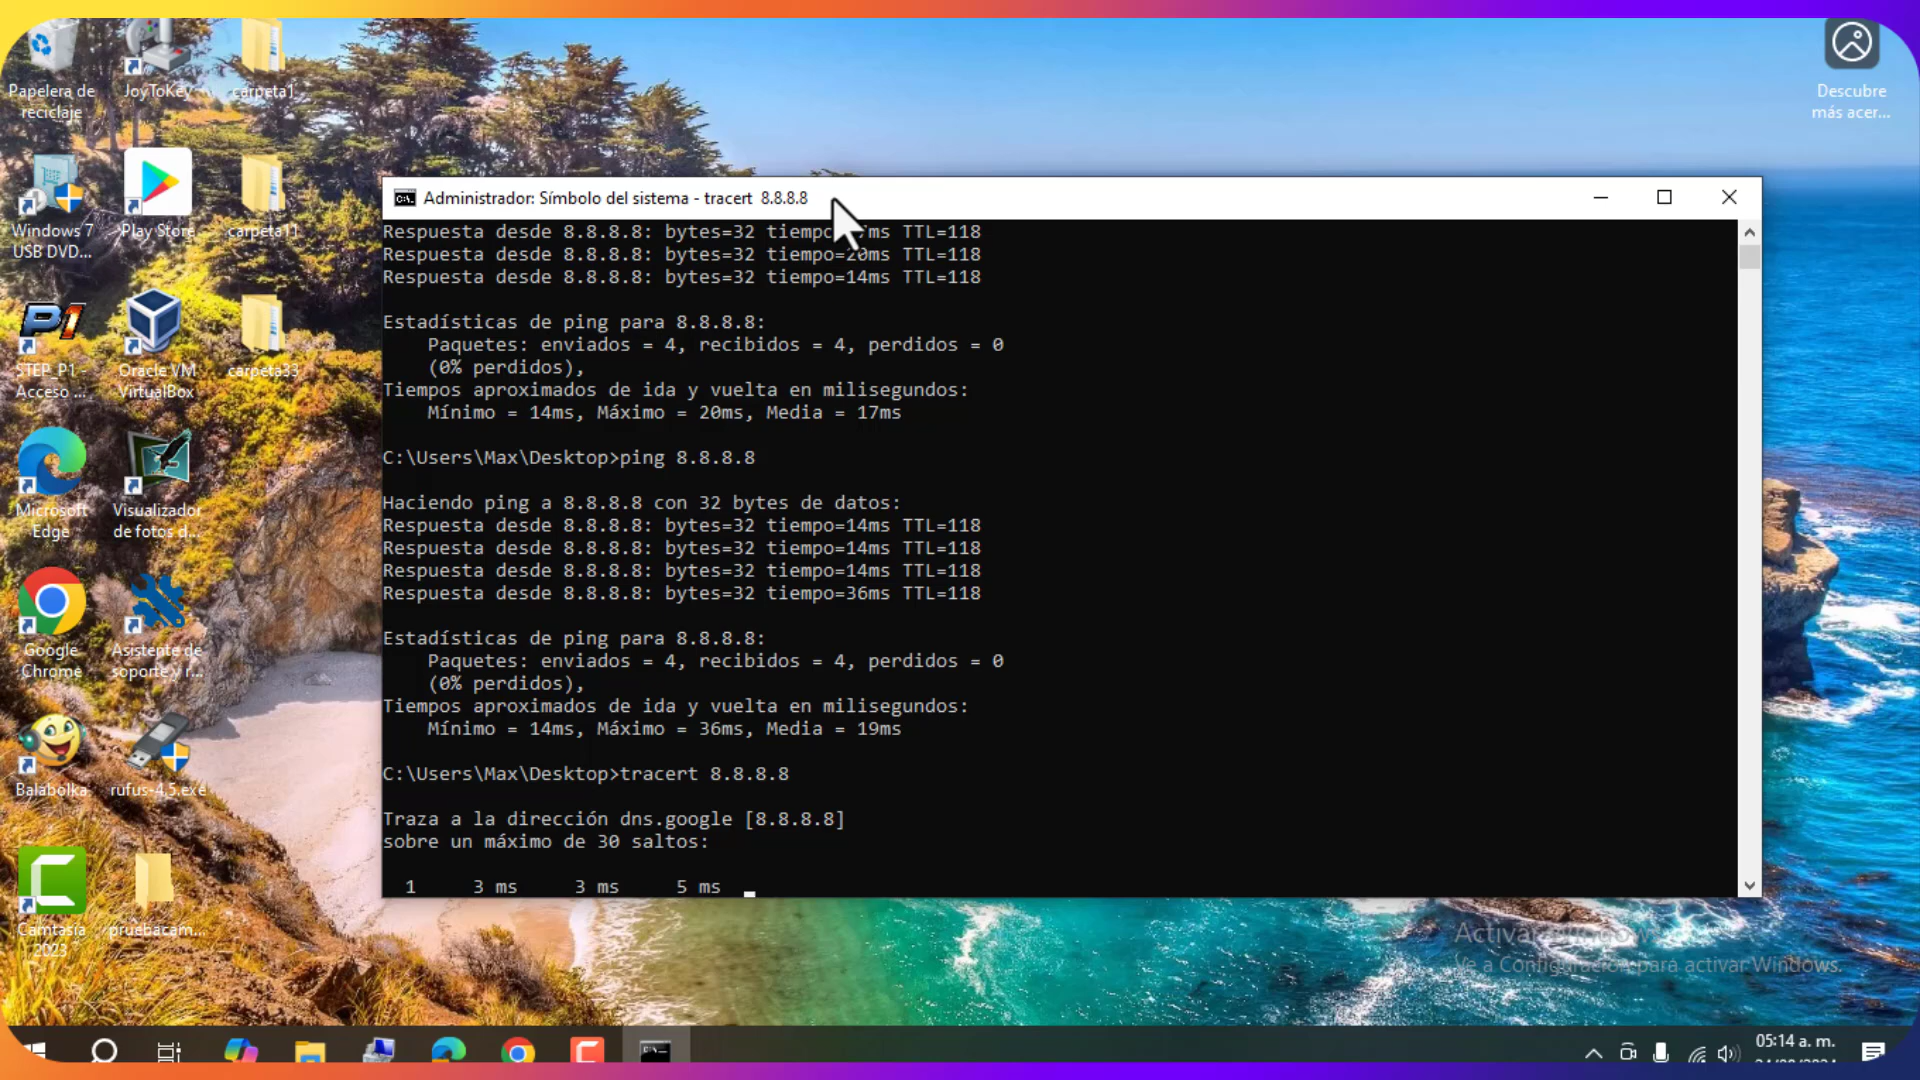 Papelera de
reciclaje
JoyToKey
carpeta1
Descubre
más acer...
Windows 7
USB DVD...
Play Store
carpeta11
STEP_P1 -
Acceso ...
Oracle VM
VirtualBox
carpeta33
Microsoft
Edge
Visualizador
de fotos d...
Google
Chrome
Asistente de
soporte y r...
Balabolka
rufus-4.5.exe
Camtasia
2023
pruebacam...
Administrador: Símbolo del sistema - tracert 8.8.8.8
Respuesta desde 8.8.8.8: bytes=32 7ms TTL=118
Respuesta desde 8.8.8.8: bytes=32 tiempo=20ms TTL=118
Respuesta desde 8.8.8.8: bytes=32 tiempo=14ms TTL=118
Estadísticas de ping para 8.8.8.8:
Paquetes: enviados = 4, recibidos = 4, perdidos = 0
(0% perdidos),
Tiempos aproximados de ida y vuelta en milisegundos:
Mínimo = 14ms, Máximo = 20ms, Media = 17ms
C:\Users\Max\Desktop>ping 8.8.8.8
Haciendo ping a 8.8.8.8 con 32 bytes de datos:
Respuesta desde 8.8.8.8: bytes=32 tiempo=14ms TTL=118
Respuesta desde 8.8.8.8: bytes=32 tiempo=14ms TTL=118
Respuesta desde 8.8.8.8: bytes=32 tiempo=14ms TTL=118
Respuesta desde 8.8.8.8: bytes=32 tiempo=36ms TTL=118
Estadísticas de ping para 8.8.8.8:
Paquetes: enviados = 4, recibidos = 4, perdidos = 0
(0% perdidos),
Tiempos aproximados de ida y vuelta en milisegundos:
Mínimo = 14ms, Máximo = 36ms, Media = 19ms
C:\Users\Max\Desktop>tracert 8.8.8.8
Traza a la dirección dns.google [8.8.8.8]
sobre un máximo de 30 saltos:
1 3 ms 3 ms 5 ms
Activar Windows
Ve a Configuración para activar Windows.
05:14 a. m.